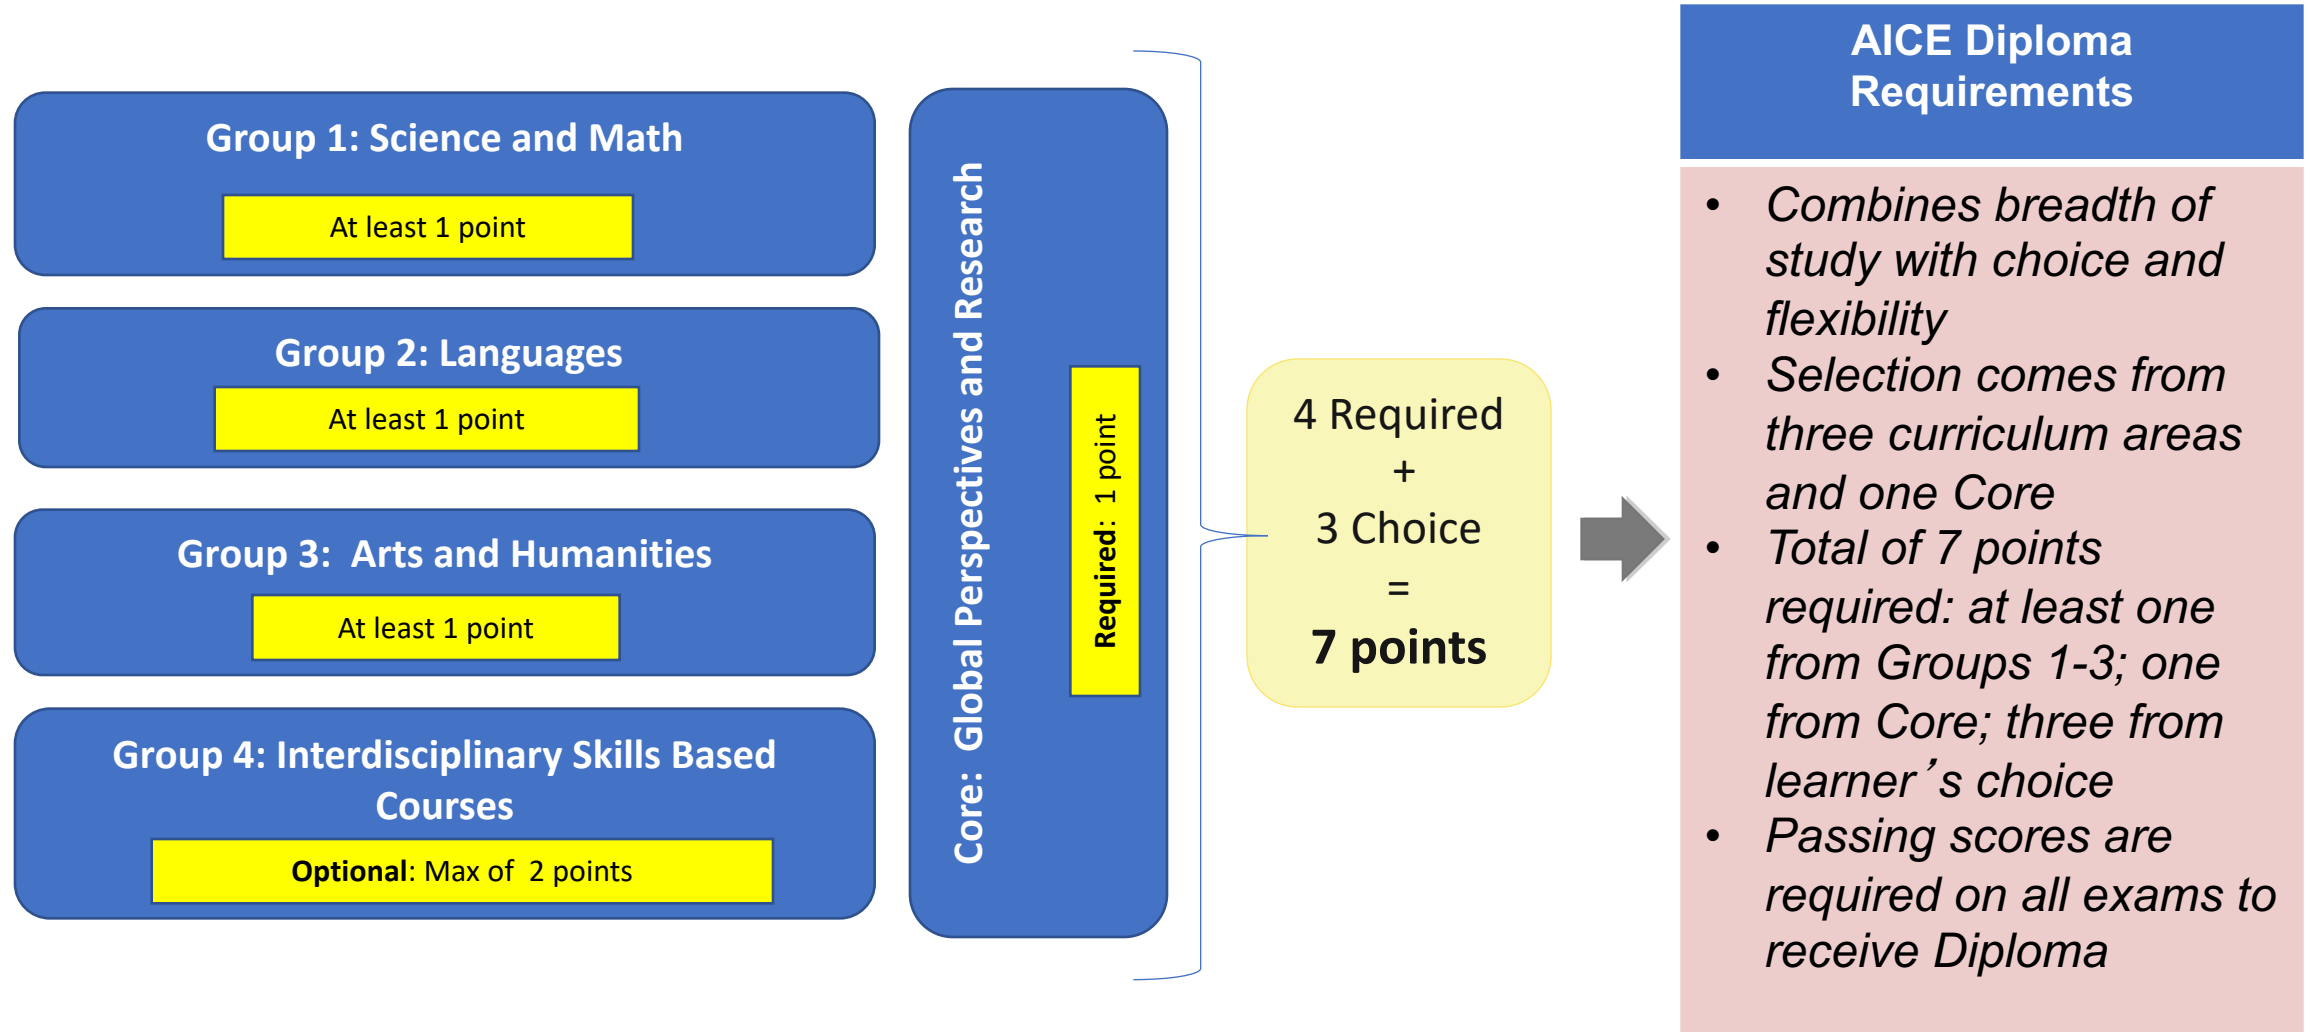 Group 1: Science and Math
At least 1 point
Group 2: Languages
At least 1 point
Group 3:  Arts and Humanities
At least 1 point
Group 4: Interdisciplinary Skills Based
Courses
Optional: Max of  2 points
Core:  Global Perspectives and Research
Required:  1 point
4 Required
+
3 Choice
=
7 points
AICE Diploma
Requirements
• Combines breadth of
study with choice and
flexibility
• Selection comes from
three curriculum areas
and one Core
• Total of 7 points
required: at least one
from Groups 1-3; one
from Core; three from
learner’s choice
• Passing scores are
required on all exams to
receive Diploma